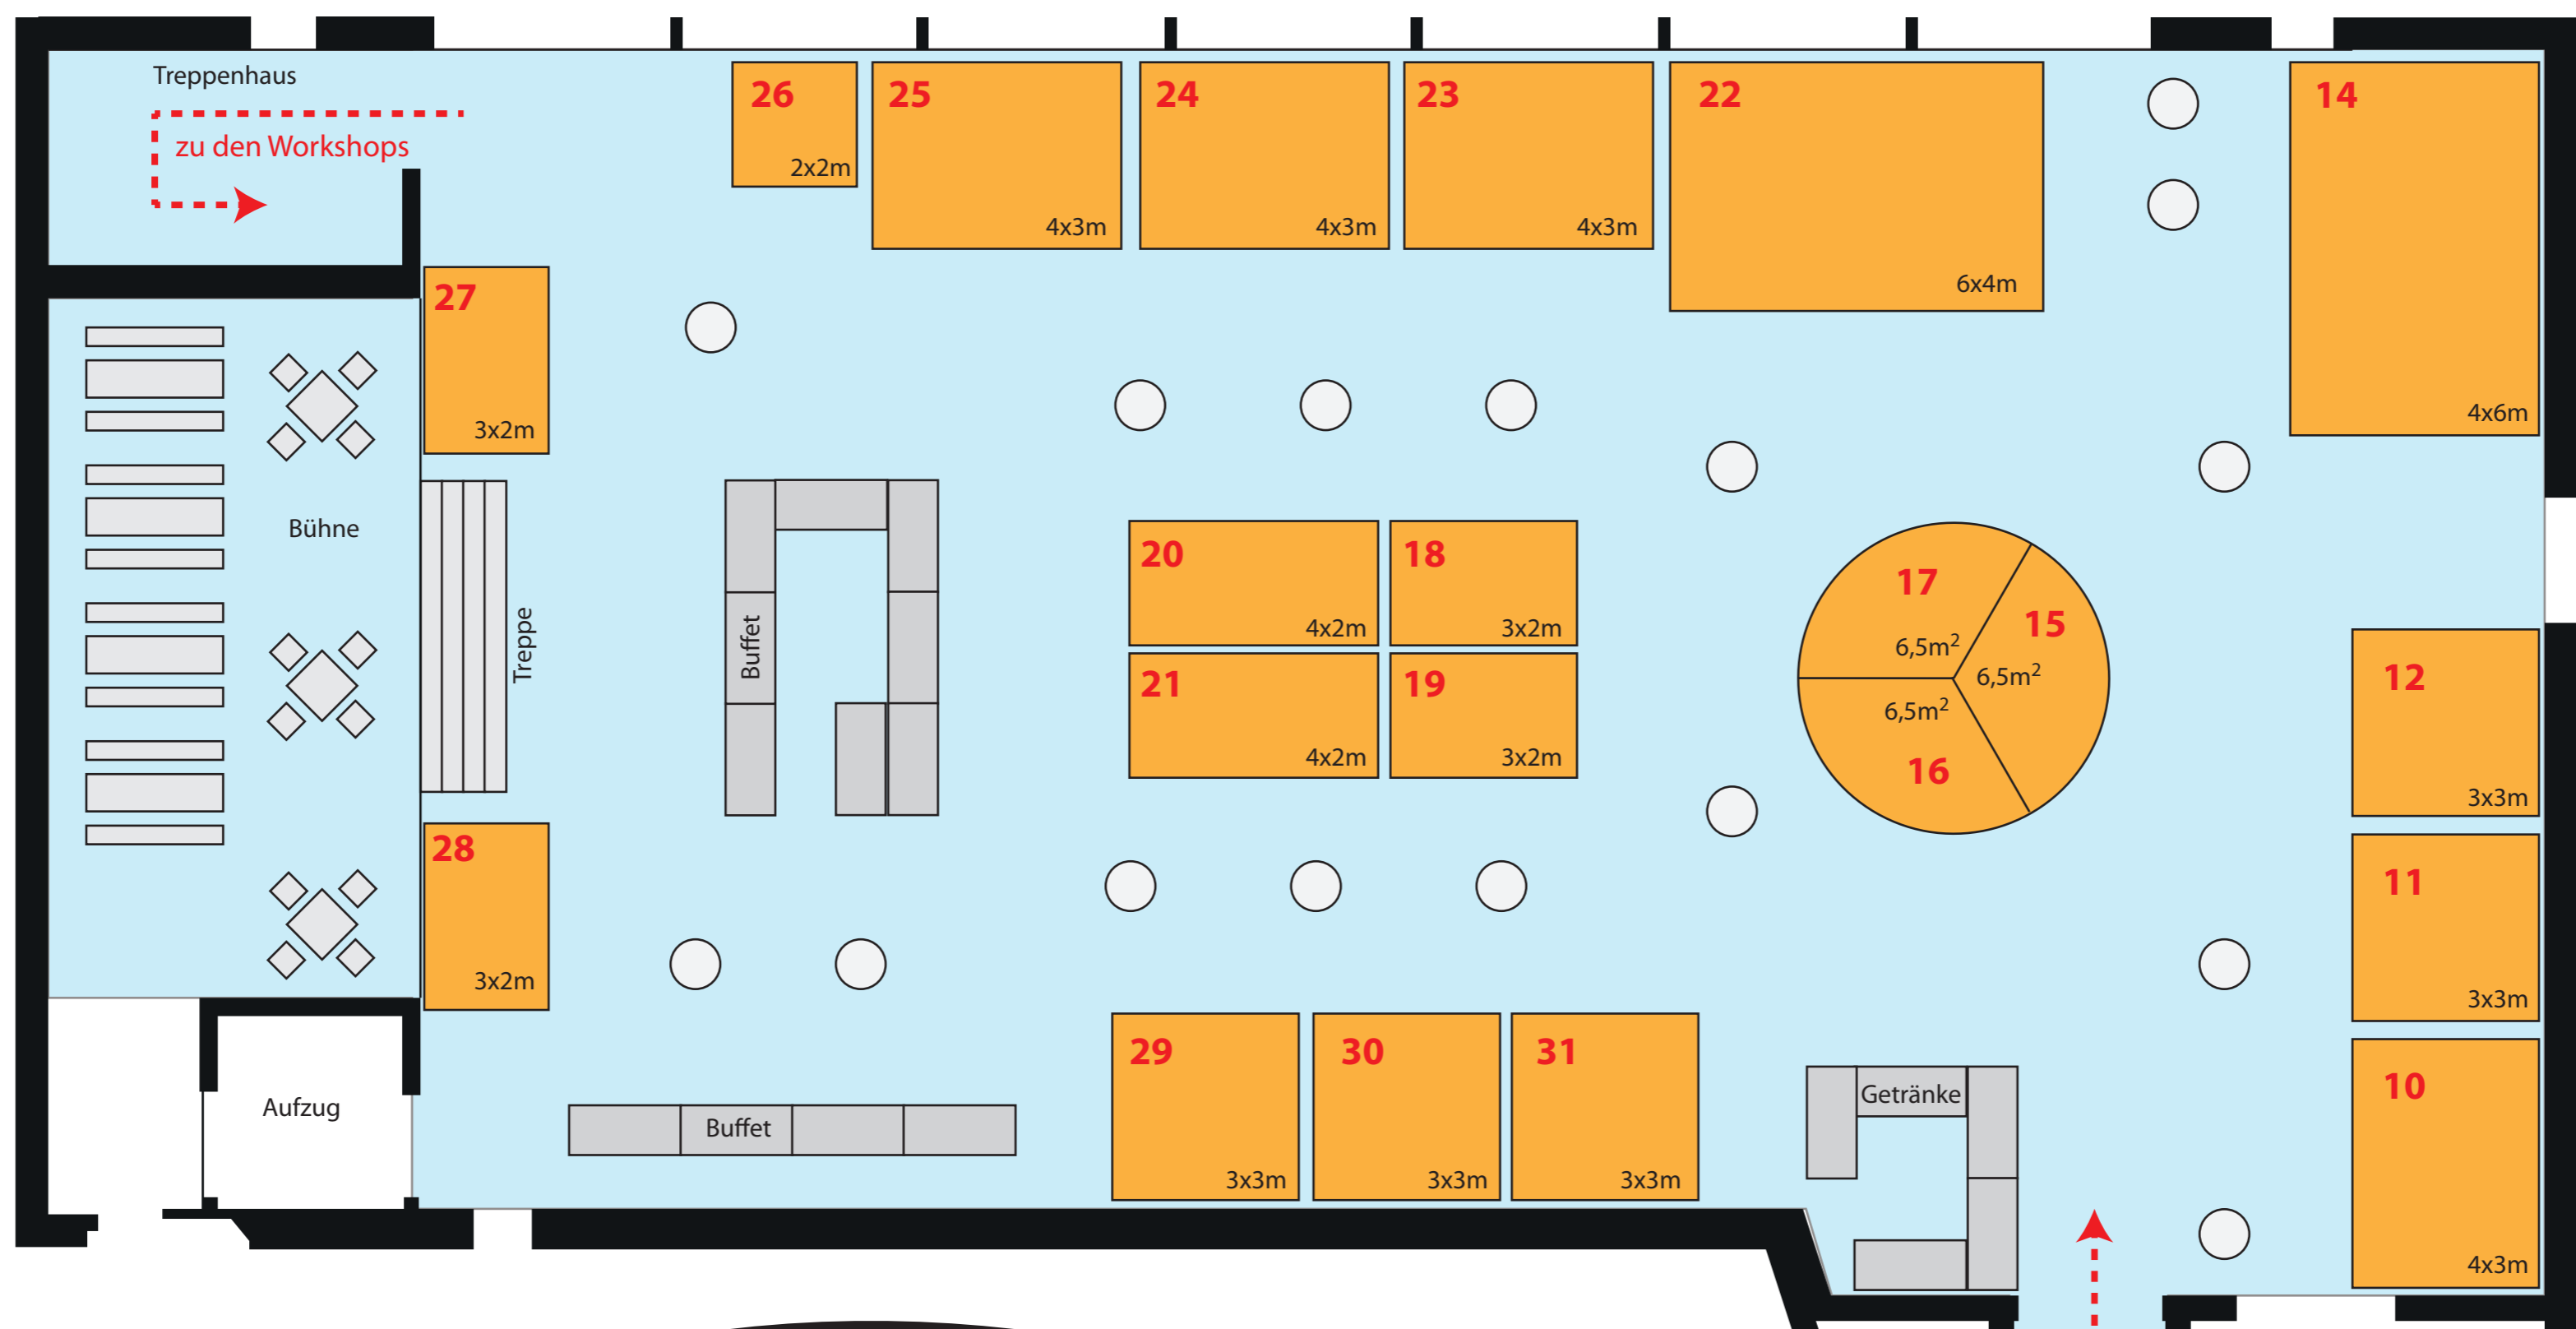 Treppenhaus
zu den Workshops
26
2x2m
25
4x3m
24
4x3m
23
4x3m
22
6x4m
14
4x6m
27
3x2m
Bühne
Treppe
Buffet
20
4x2m
18
3x2m
21
4x2m
19
3x2m
17
6,5m²
15
6,5m²
6,5m²
16
12
3x3m
11
3x3m
10
4x3m
28
3x2m
Aufzug
Buffet
29
3x3m
30
3x3m
31
3x3m
Getränke